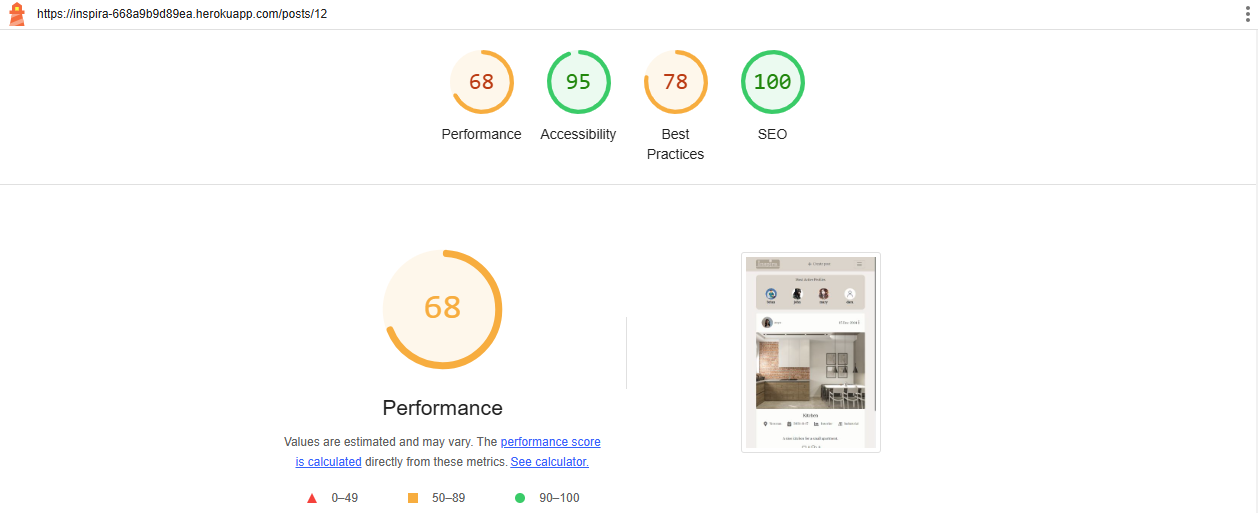 https://inspira-668a9b9d89ea.herokuapp.com/posts/12
68
95
78
100
Performance
Accessibility
Best
Practices
SEO
68
Performance
Values are estimated and may vary. The performance score
is calculated directly from these metrics. See calculator.
0–49
50–89
90–100
Kitchen